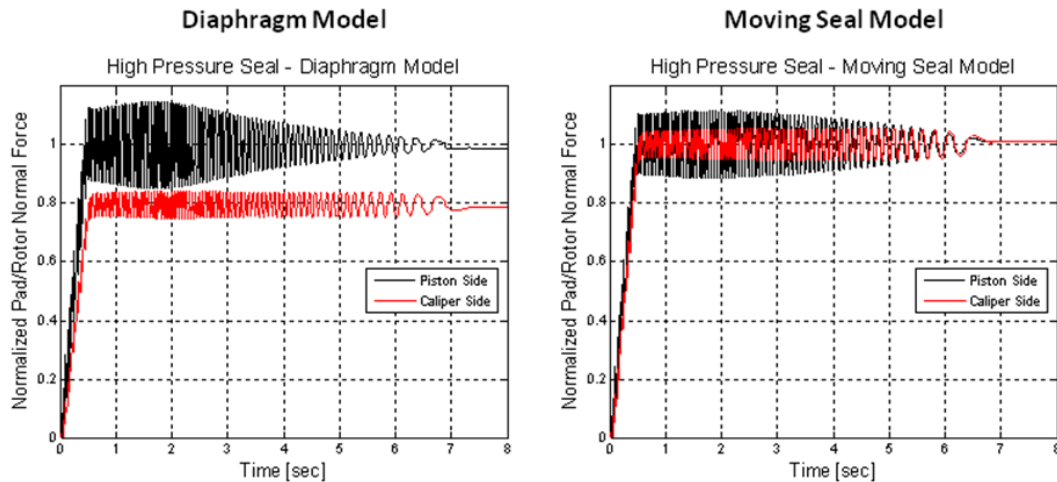 Diaphragm Model
High Pressure Seal - Diaphragm Model
Normalized Pad/Rotor Normal Force
1
0.8
0.6
0.4
0.2
0
Piston Side
Caliper Side
0 1 2 3 4 5 6 7 8
Time [sec]
Moving Seal Model
High Pressure Seal - Moving Seal Model
Normalized Pad/Rotor Normal Force
1
0.8
0.6
0.4
0.2
0
Piston Side
Caliper Side
0 1 2 3 4 5 6 7 8
Time [sec]